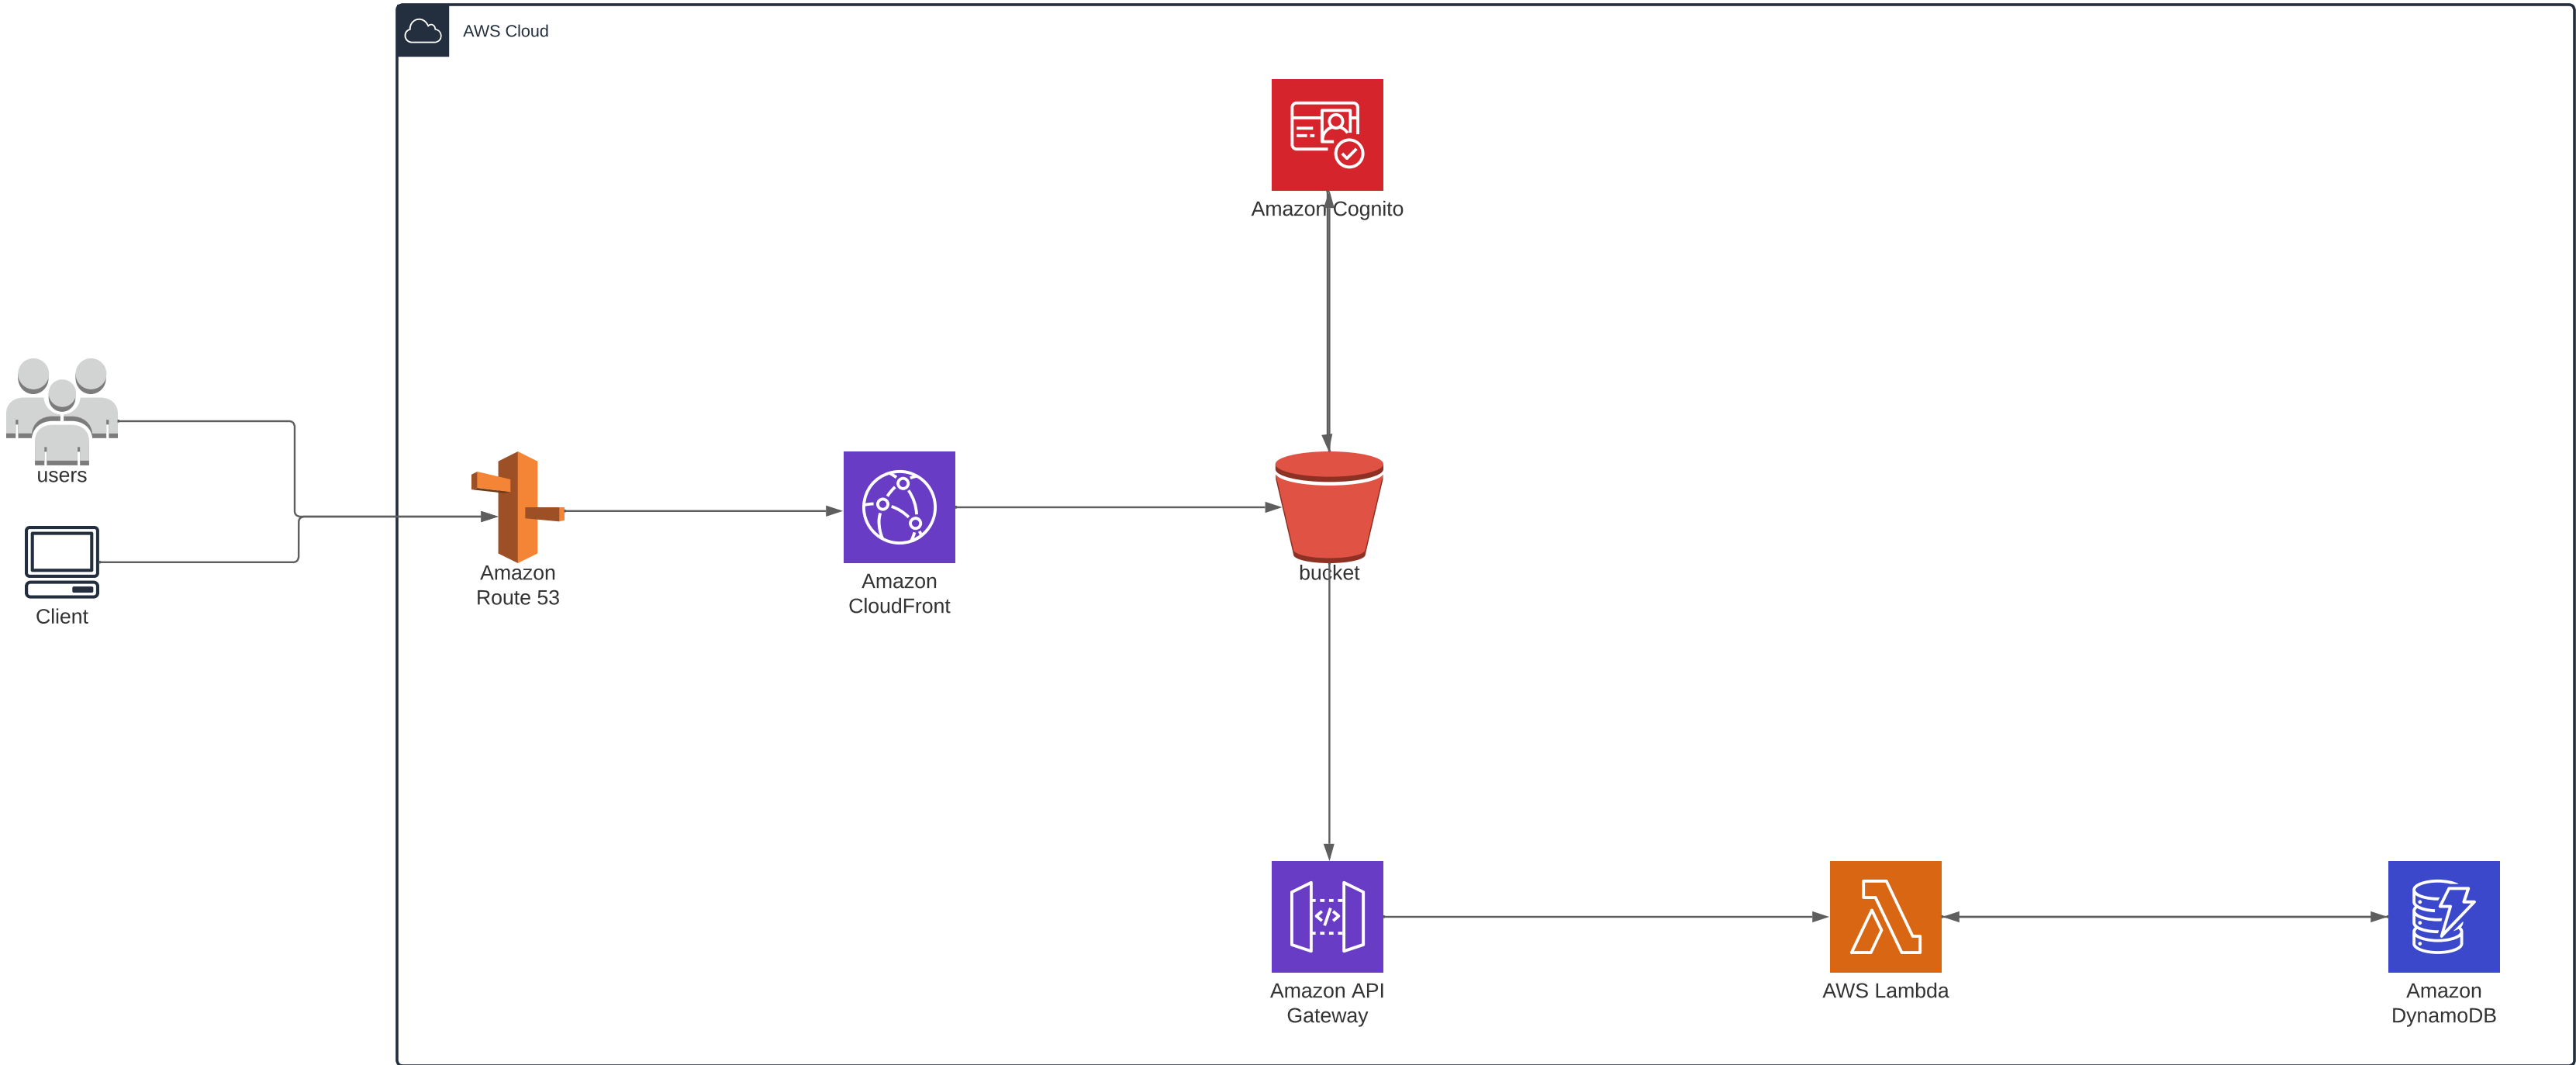 AWS Cloud
Amazon Cognito
users
Client
Amazon
Route 53
Amazon
CloudFront
bucket
Amazon API
Gateway
AWS Lambda
Amazon
DynamoDB